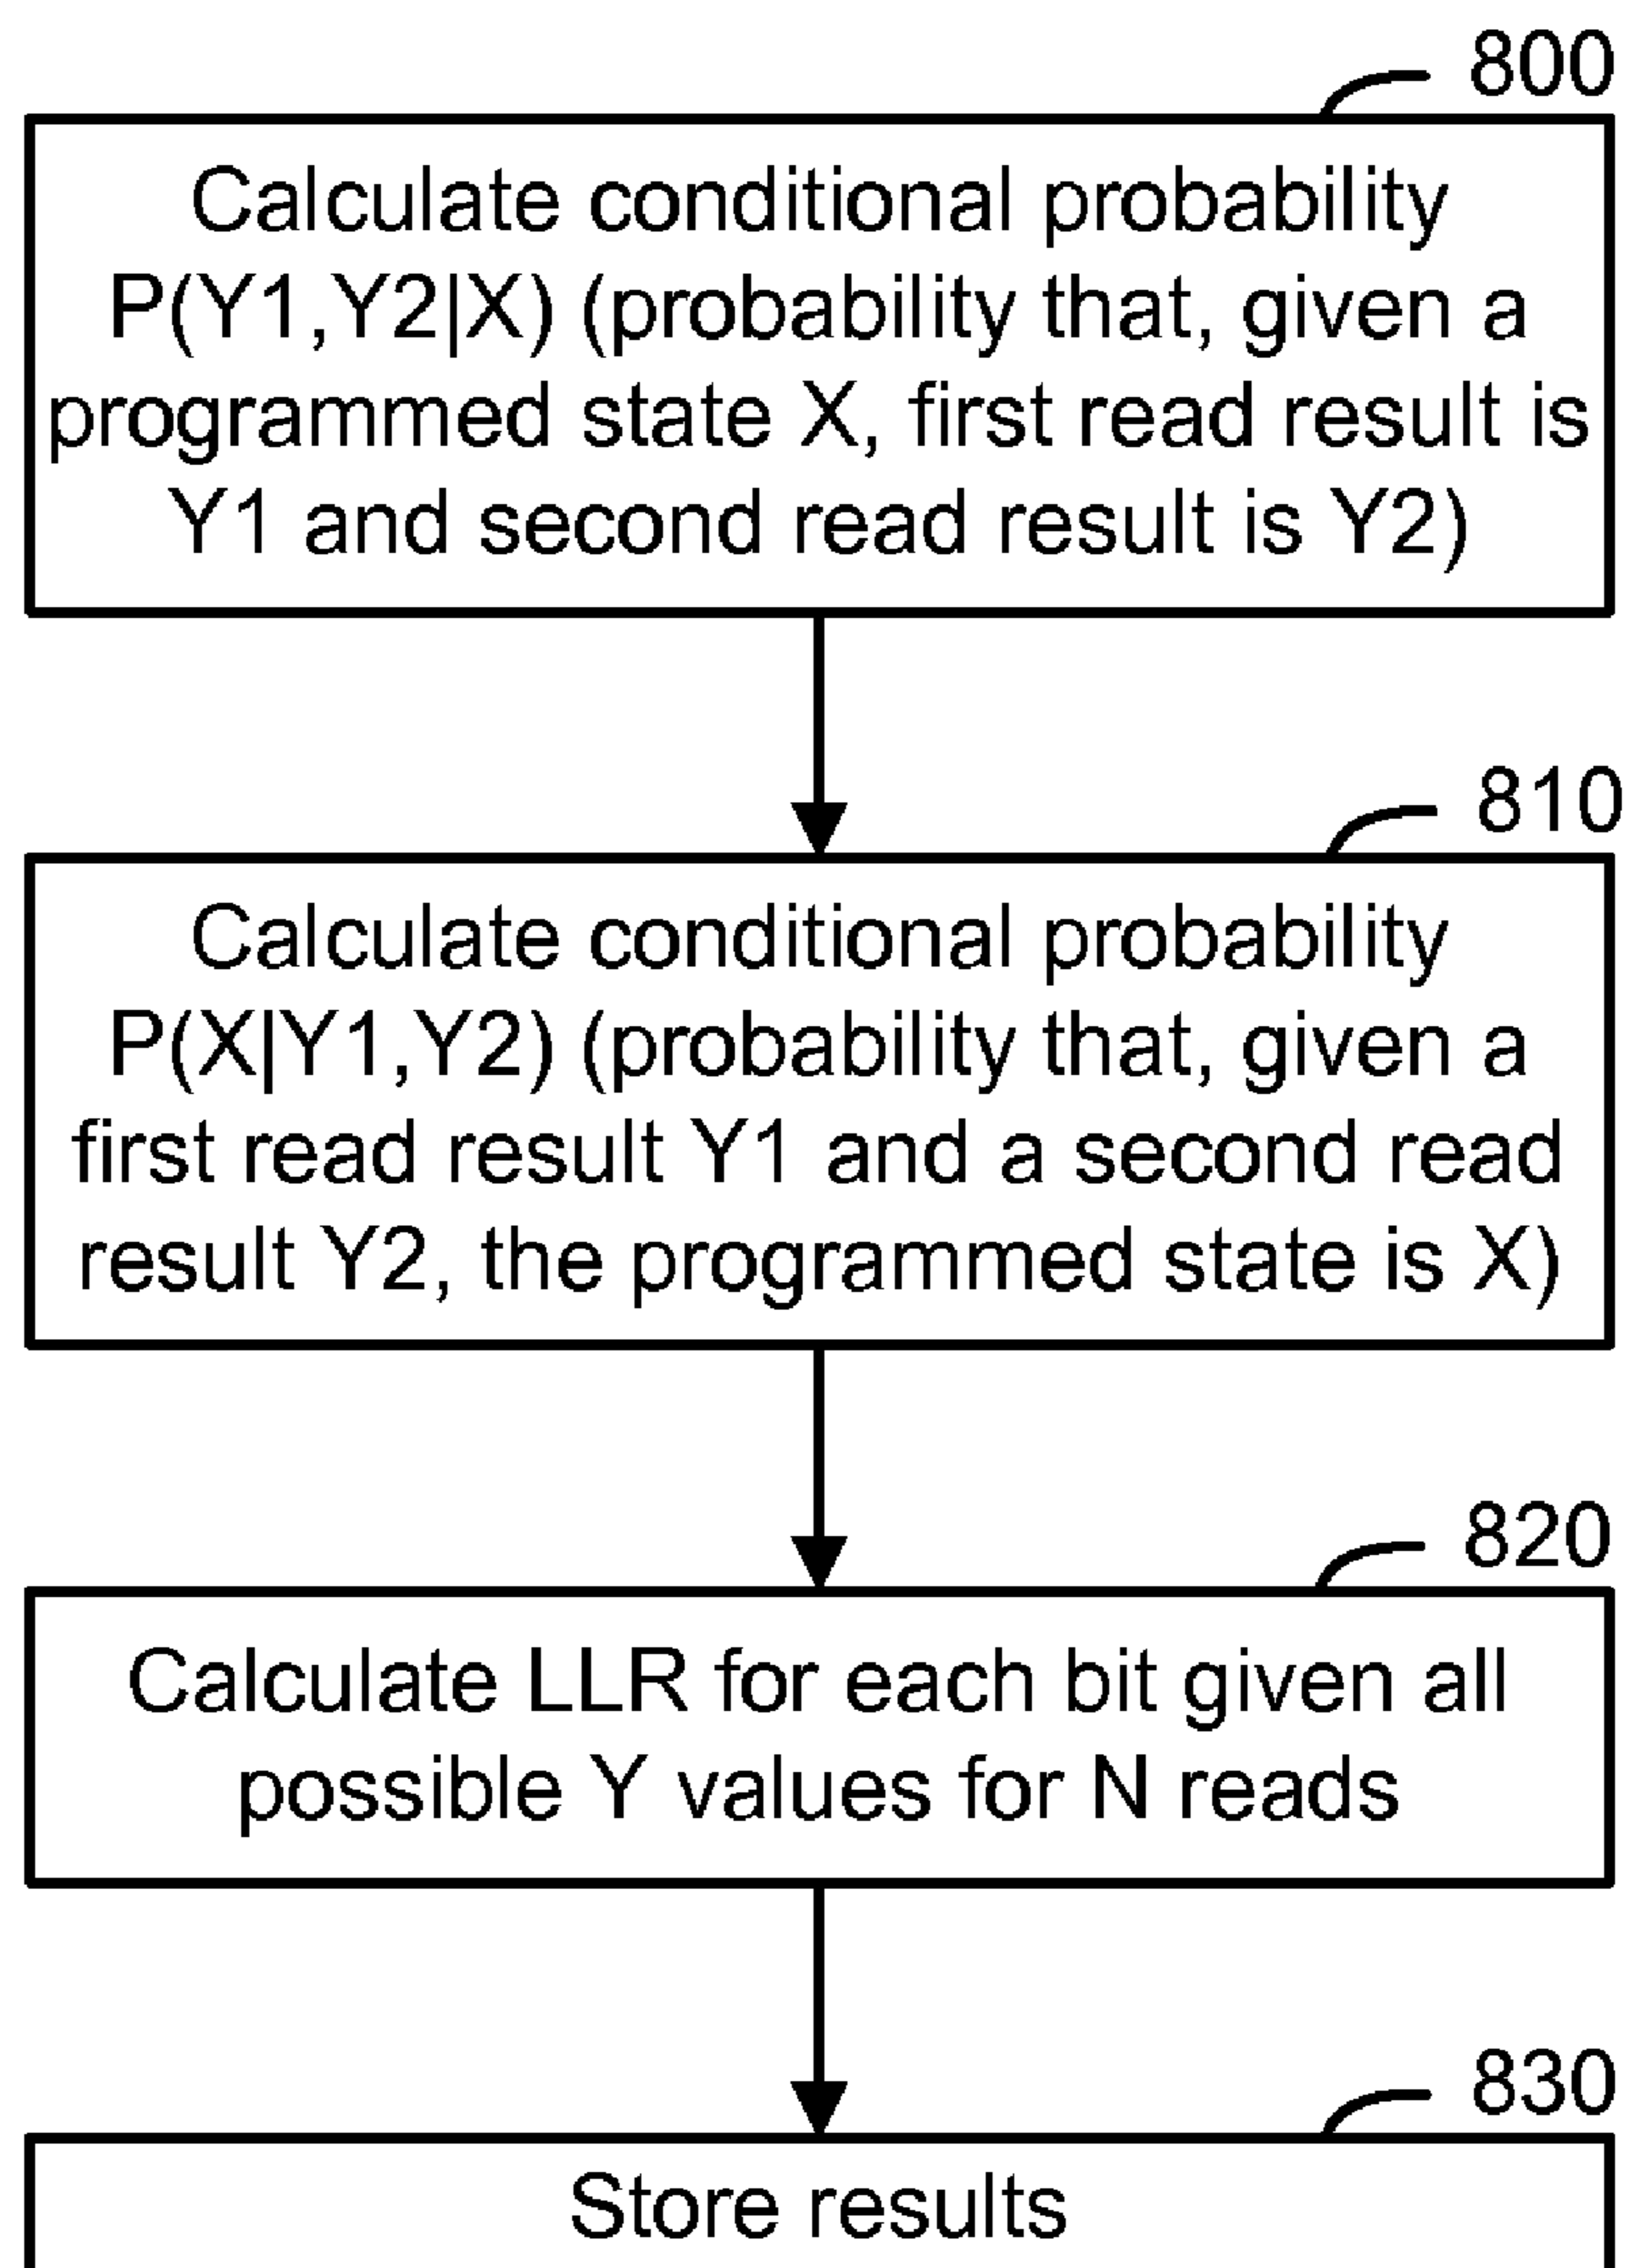 800
Calculate conditional probability
P(Y1,Y2|X) (probability that, given a
programmed state X, first read result is
Y1 and second read result is Y2)
810
Calculate conditional probability
P(X|Y1,Y2) (probability that, given a
first read result Y1 and a second read
result Y2, the programmed state is X)
820
Calculate LLR for each bit given all
possible Y values for N reads
830
Store results